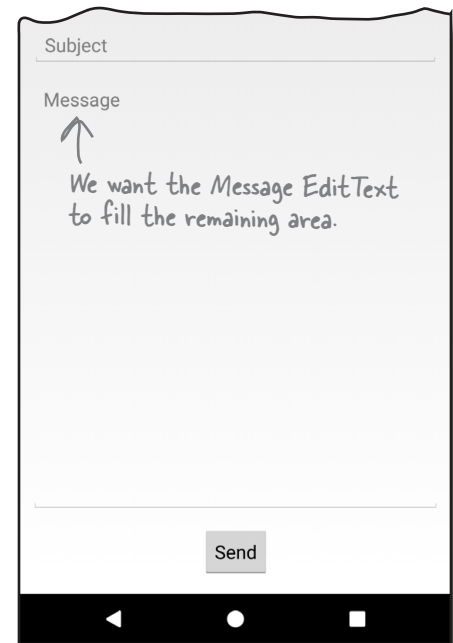 Subject
Message
We want the Message EditText
to fill the remaining area.
Send